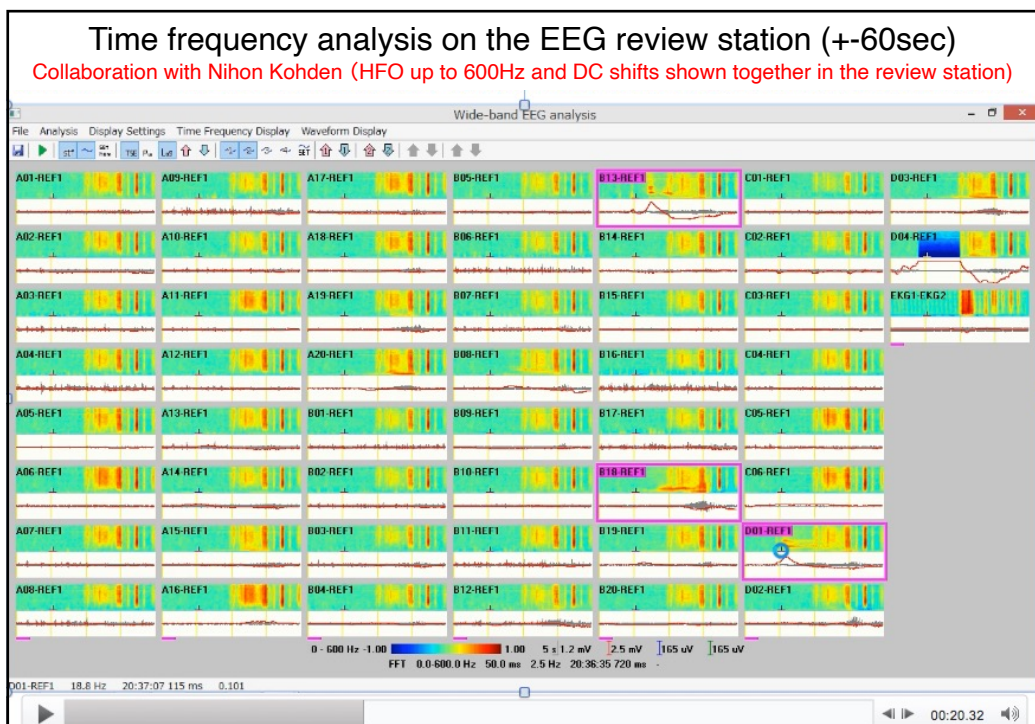 Time frequency analysis on the EEG review station (+-60sec)
Collaboration with Nihon Kohden (HFO up to 600Hz and DC shifts shown together in the review station)
Wide-band EEG analysis
File Analysis Display Settings Time Frequency Display Waveform Display
TSE Lud SET
A01-REF1 A09-REF1 A17-REF1 B05-REF1 B13-REF1 C01-REF1 D03-REF1
A02-REF1 A10-REF1 A18-REF1 B06-REF1 B14-REF1 C02-REF1 D04-REF1
A03-REF1 A11-REF1 A19-REF1 B07-REF1 B15-REF1 C03-REF1 EKG1-EKG2
A04-REF1 A12-REF1 A20-REF1 B08-REF1 B16-REF1 C04-REF1
A05-REF1 A13-REF1 B01-REF1 B09-REF1 B17-REF1 C05-REF1
A06-REF1 A14-REF1 B02-REF1 B10-REF1 B18-REF1 C06-REF1
A07-REF1 A15-REF1 B03-REF1 B11-REF1 B19-REF1 D01-REF1
A08-REF1 A16-REF1 B04-REF1 B12-REF1 B20-REF1 D02-REF1
0 - 600 Hz -1.00 1.00 5 s 1.2 mV 2.5 mV 165 uV 165 uV
FFT 0.0-600.0 Hz 50.0 ms 2.5 Hz 20:36:35 720 ms -
D01-REF1 18.8 Hz 20:37:07 115 ms 0.101
00:20.32